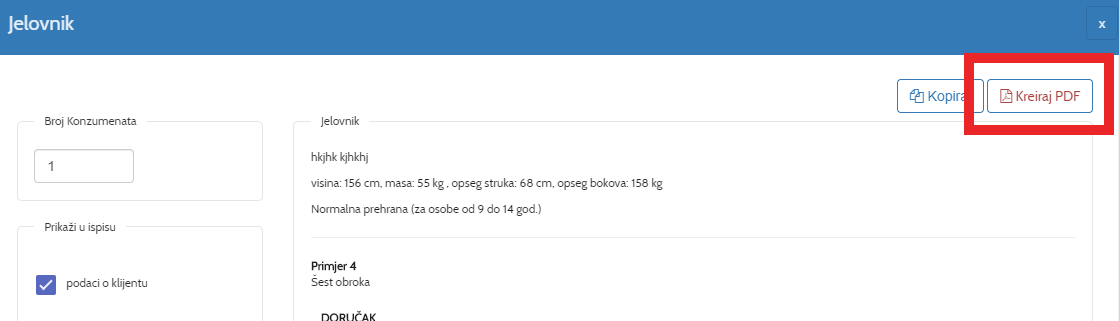 Jelovnik
x
Kreiraj PDF
Broj Konzumenata
Jelovnik
1
hkjhk kjhkhj
visina: 156 cm, masa: 55 kg , opseg struka: 68 cm, opseg bokova: 158 kg
Normalna prehrana (za osobe od 9 do 14 god.)
Prikaži u ispisu
podaci o klijentu
Primjer 4
Šest obroka
DORUČAK